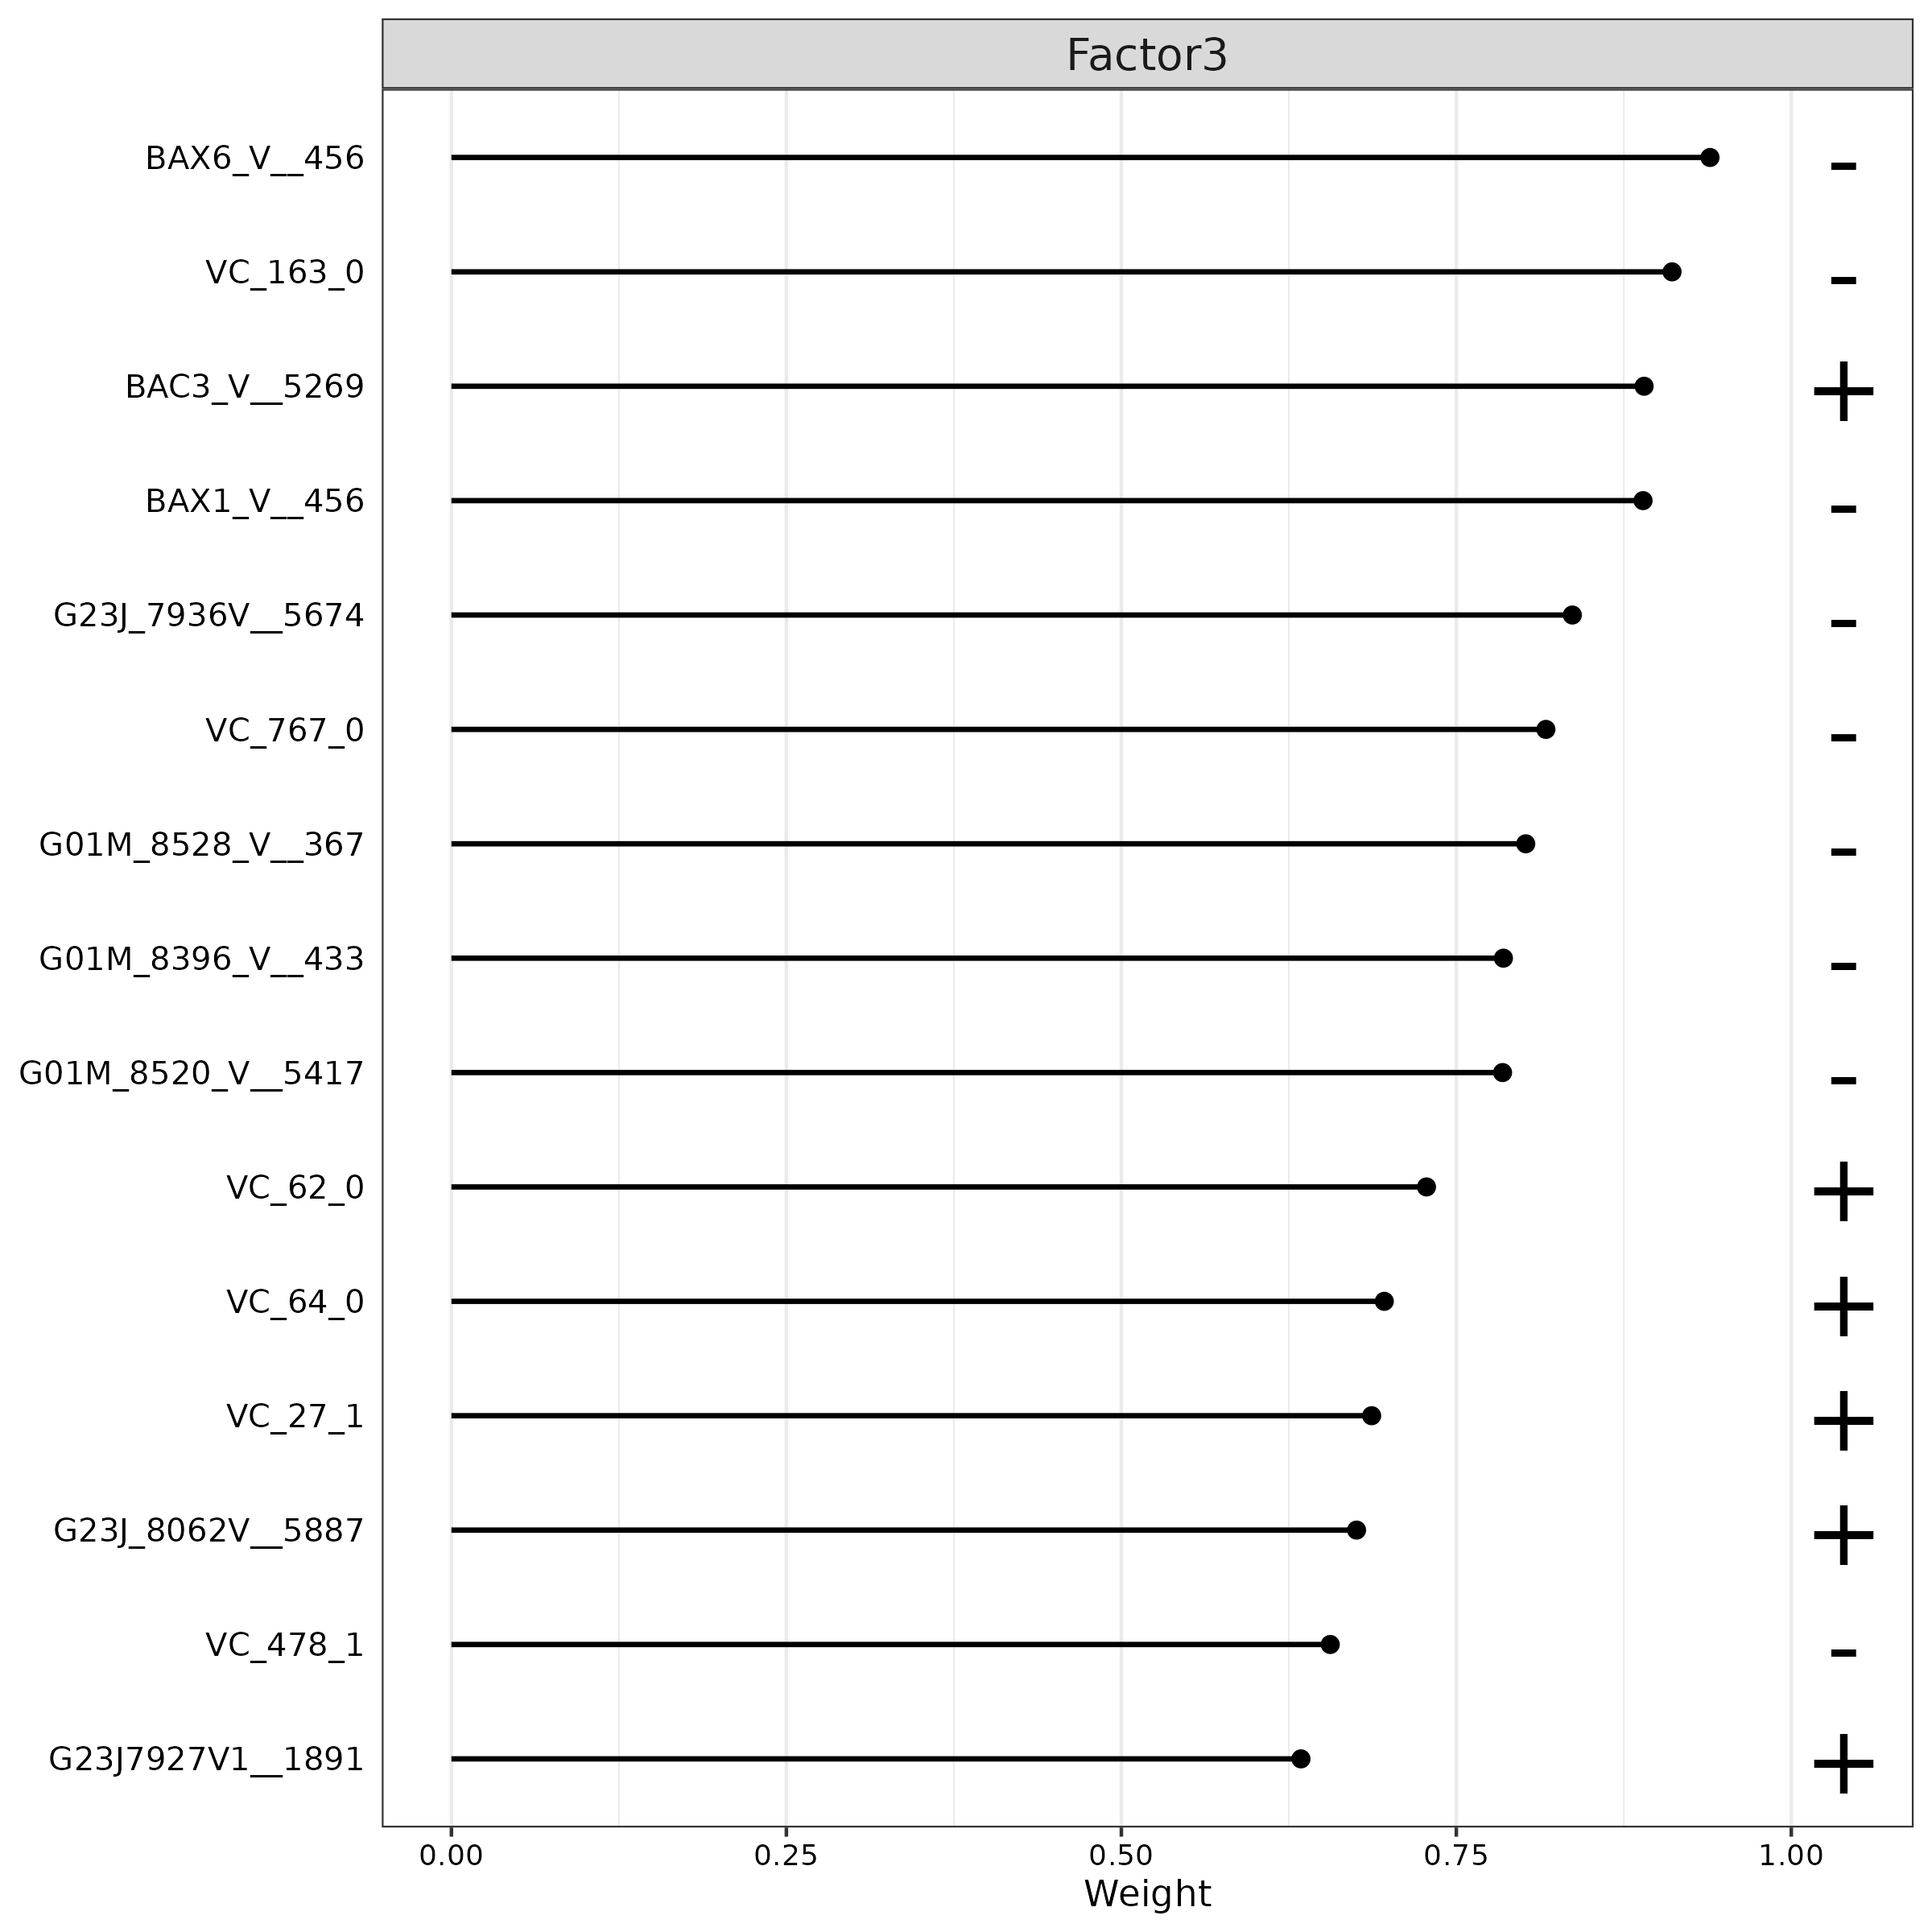 Factor3
BAX6_V__456 -
VC_163_0 -
BAC3_V__5269 +
BAX1_V__456 -
G23J_7936V__5674 -
VC_767_0 -
G01M_8528_V__367 -
G01M_8396_V__433 -
G01M_8520_V__5417 -
VC_62_0 +
VC_64_0 +
VC_27_1 +
G23J_8062V__5887 +
VC_478_1 -
G23J7927V1__1891 +
0.00 0.25 0.50 0.75 1.00
Weight